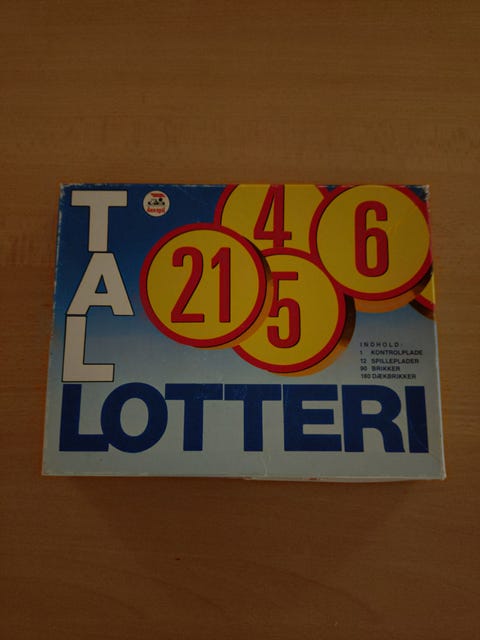 TAL
4
6
21
5
INDHOLD:
1 KONTROLPLADE
12 SPILLEPLADER
90 BRIKKER
180 DÆKBRIKKER
LOTTERI